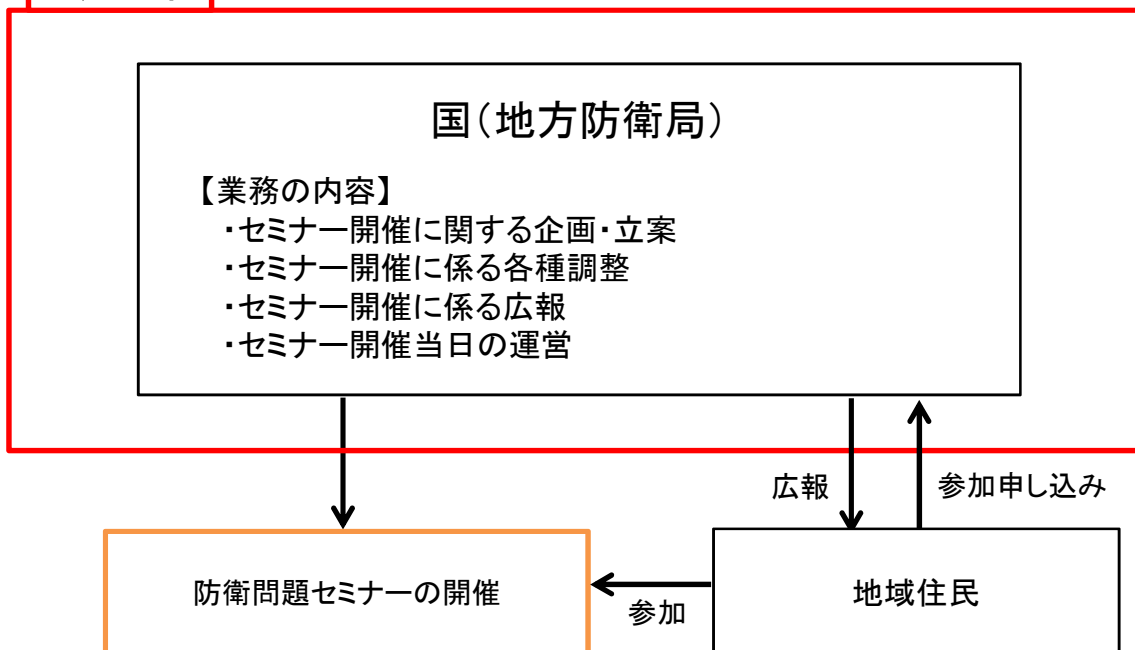 国(地方防衛局)
【業務の内容】
・セミナー開催に関する企画・立案
・セミナー開催に係る各種調整
・セミナー開催に係る広報
・セミナー開催当日の運営
広報
参加申し込み
防衛問題セミナーの開催
参加
地域住民